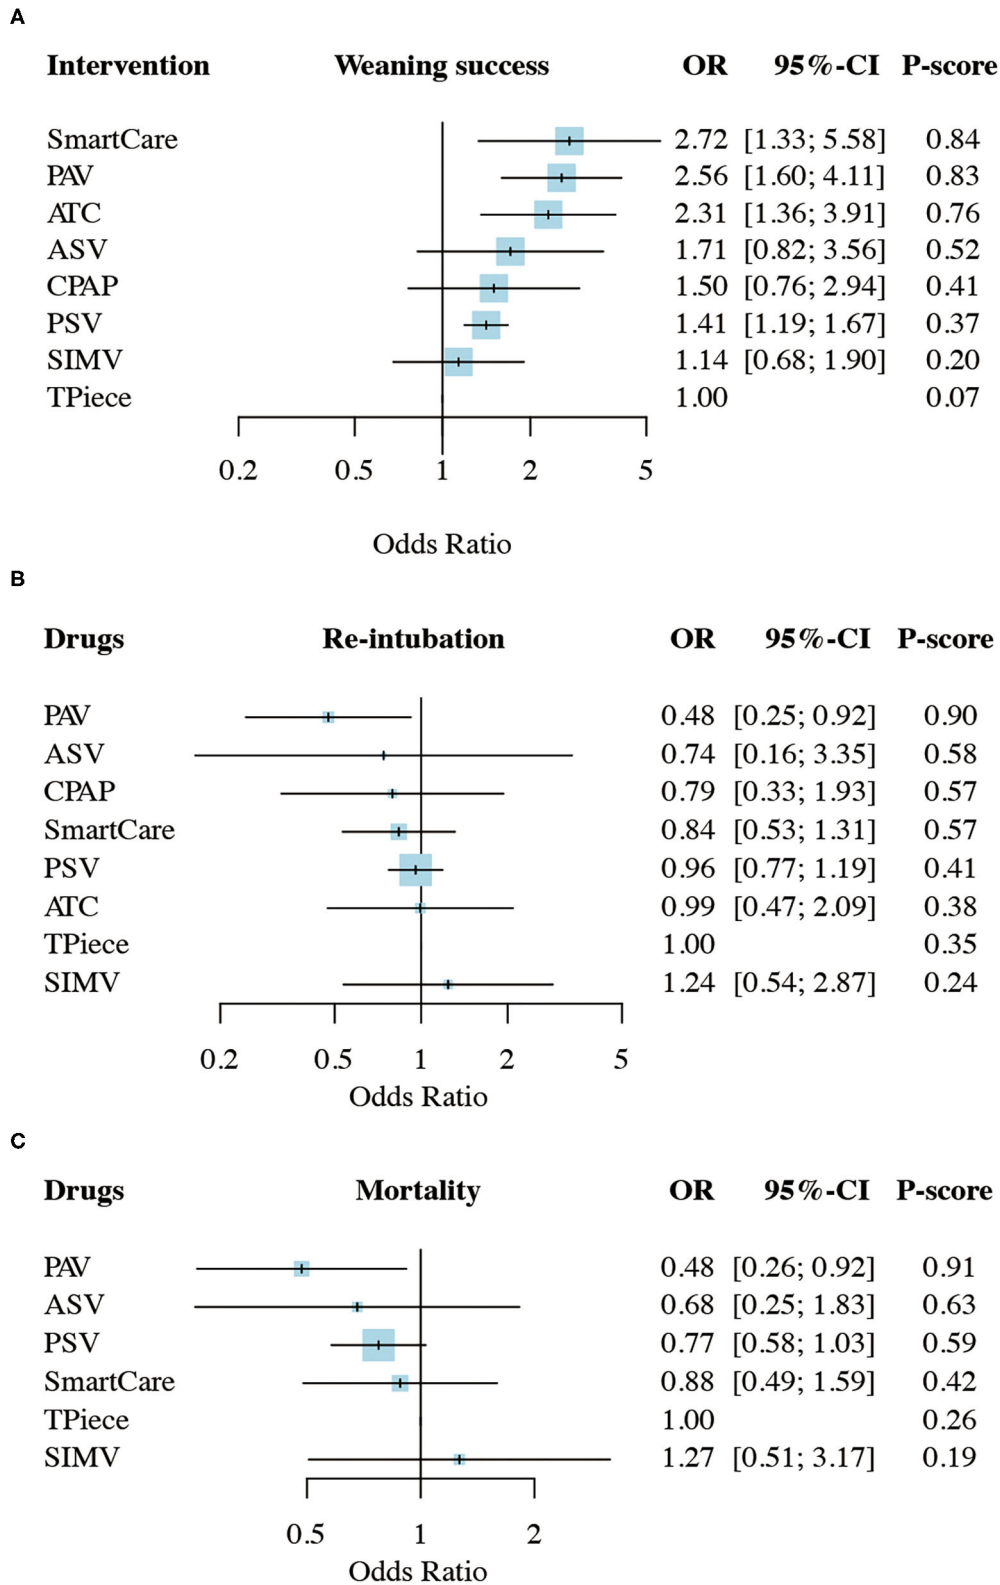 A
Intervention Weaning success OR 95%-CI P-score
SmartCare 2.72 [1.33; 5.58] 0.84
PAV 2.56 [1.60; 4.11] 0.83
ATC 2.31 [1.36; 3.91] 0.76
ASV 1.71 [0.82; 3.56] 0.52
CPAP 1.50 [0.76; 2.94] 0.41
PSV 1.41 [1.19; 1.67] 0.37
SIMV 1.14 [0.68; 1.90] 0.20
TPiece 1.00 0.07
0.2 0.5 1 2 5
Odds Ratio
B
Drugs Re-intubation OR 95%-CI P-score
PAV 0.48 [0.25; 0.92] 0.90
ASV 0.74 [0.16; 3.35] 0.58
CPAP 0.79 [0.33; 1.93] 0.57
SmartCare 0.84 [0.53; 1.31] 0.57
PSV 0.96 [0.77; 1.19] 0.41
ATC 0.99 [0.47; 2.09] 0.38
TPiece 1.00 0.35
SIMV 1.24 [0.54; 2.87] 0.24
0.2 0.5 1 2 5
Odds Ratio
C
Drugs Mortality OR 95%-CI P-score
PAV 0.48 [0.26; 0.92] 0.91
ASV 0.68 [0.25; 1.83] 0.63
PSV 0.77 [0.58; 1.03] 0.59
SmartCare 0.88 [0.49; 1.59] 0.42
TPiece 1.00 0.26
SIMV 1.27 [0.51; 3.17] 0.19
0.5 1 2
Odds Ratio